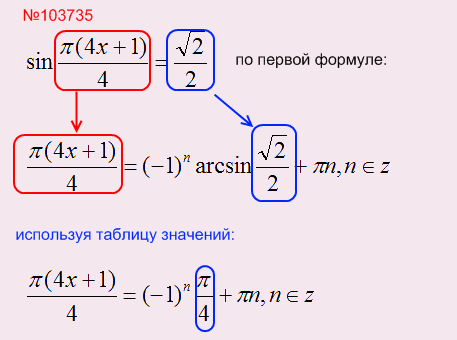 №103735
sin π(4x+1)/4 = √2/2 по первой формуле:
π(4x+1)/4 = (−1)ⁿ arcsin √2/2 + πn, n ∈ z
используя таблицу значений:
π(4x+1)/4 = (−1)ⁿ π/4 + πn, n ∈ z